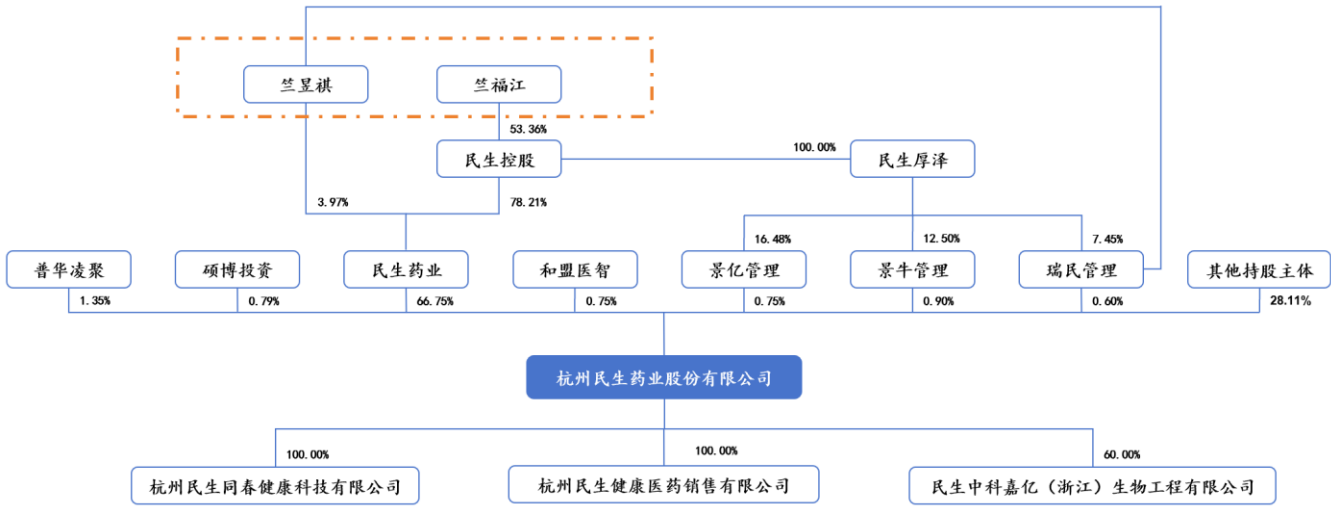 竺昱祺
竺福江
53.36%
民生控股
100.00%
民生厚泽
3.97%
78.21%
16.48%
12.50%
7.45%
普华凌聚
硕博投资
民生药业
和盟医智
景亿管理
景牛管理
瑞民管理
其他持股主体
1.35%
0.79%
66.75%
0.75%
0.75%
0.90%
0.60%
28.11%
杭州民生药业股份有限公司
100.00%
100.00%
60.00%
杭州民生同春健康科技有限公司
杭州民生健康医药销售有限公司
民生中科嘉亿（浙江）生物工程有限公司